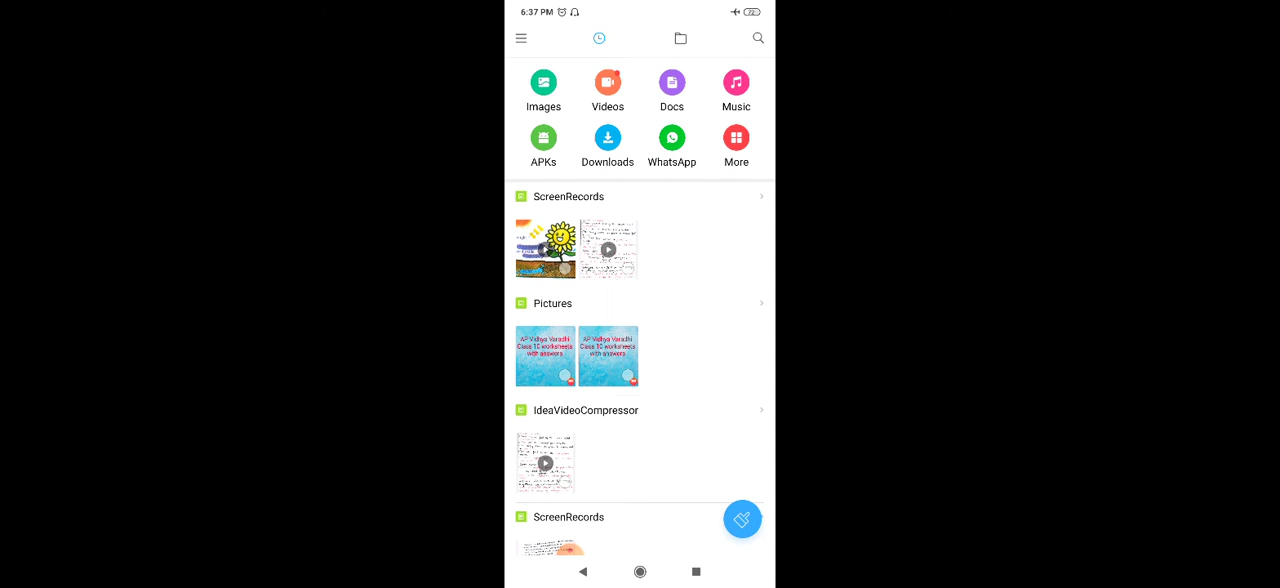 6:37 PM
72
Images Videos Docs Music
APKs Downloads WhatsApp More
ScreenRecords
Pictures
AP Vidhya Varadhi
Class 10 worksheets
with answers
AP Vidhya Varadhi
Class 10 worksheets
with answers
IdeaVideoCompressor
ScreenRecords